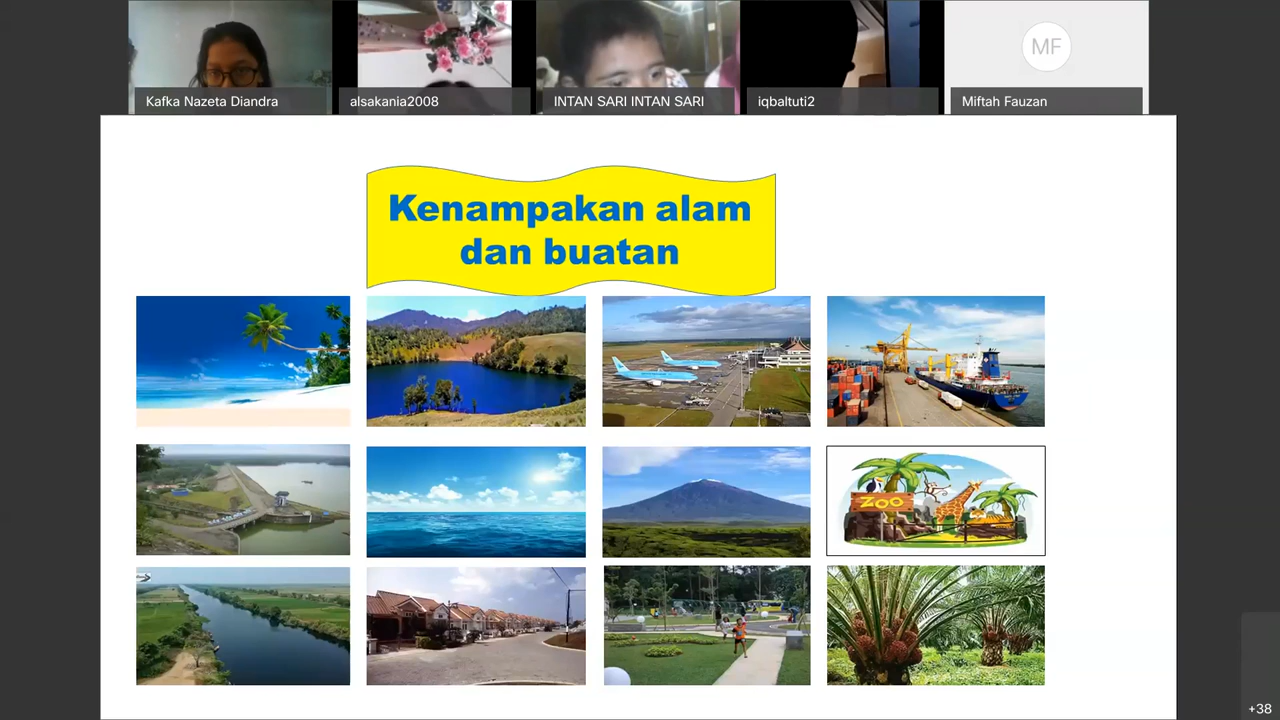 MF
Kafka Nazeta Diandra
alsakania2008
INTAN SARI INTAN SARI
iqbaltuti2
Miftah Fauzan
Kenampakan alam
dan buatan
ZOO
+38